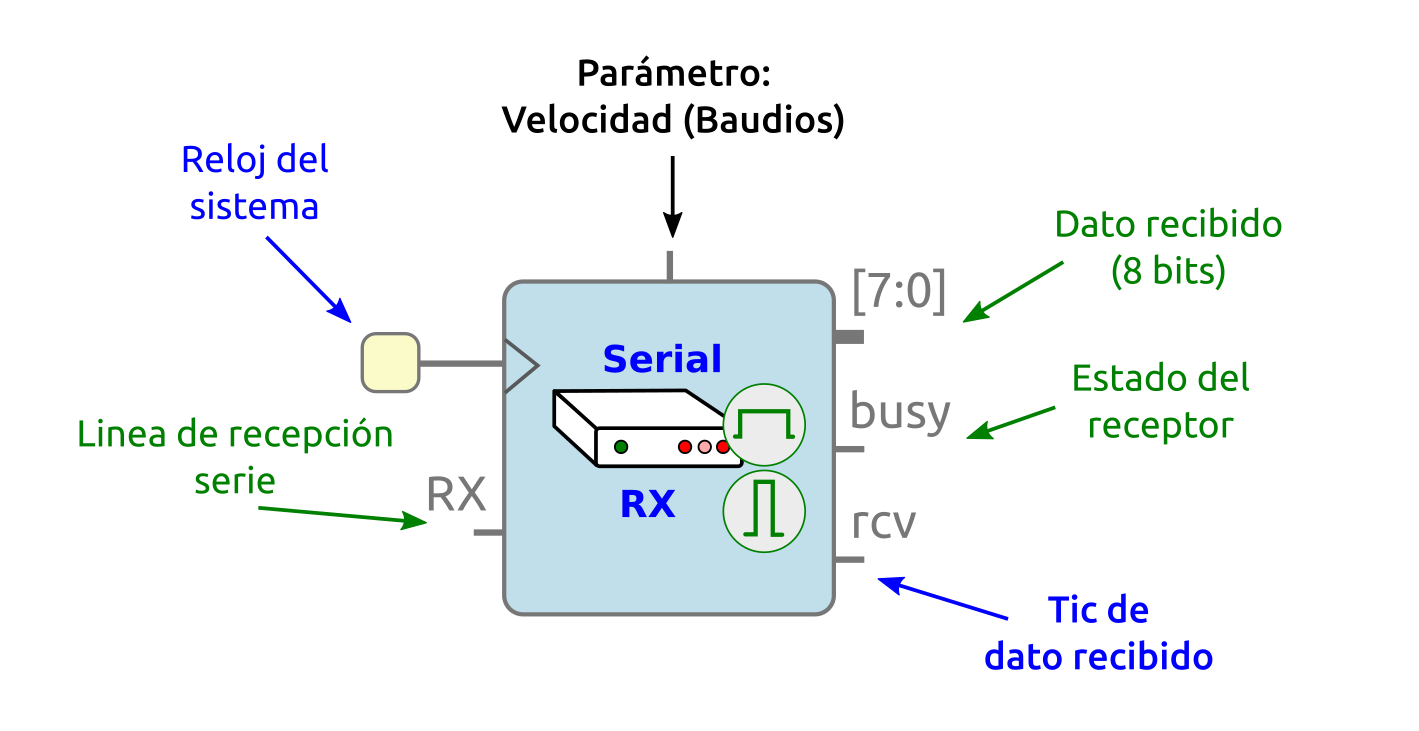 Parámetro:
Velocidad (Baudios)
Reloj del
sistema
Dato recibido
(8 bits)
[7:0]
Serial
Estado del
receptor
busy
Linea de recepción
serie
RX
RX
rcv
Tic de
dato recibido